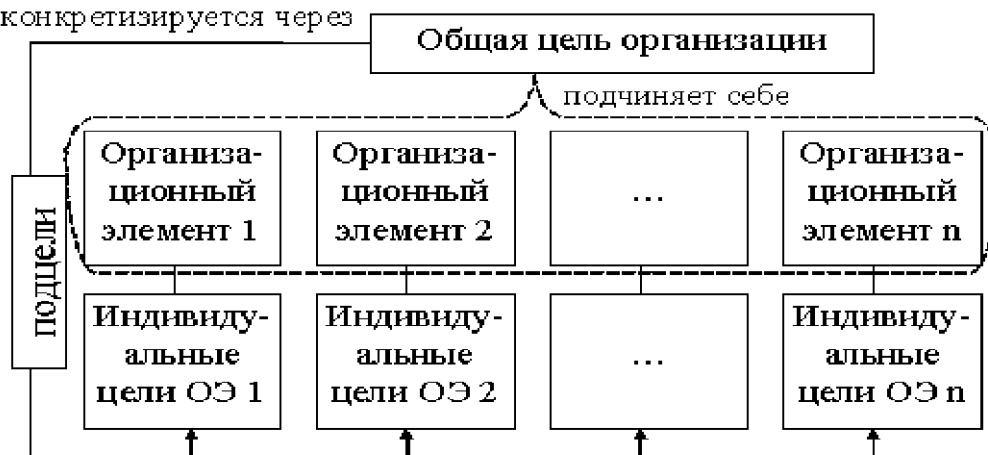 конкретизируется через
Общая цель организации
подчиняет себе
подцели
Организа-
ционный
элемент 1
Организа-
ционный
элемент 2
...
Организа-
ционный
элемент n
Индивиду-
альные
цели ОЭ 1
Индивиду-
альные
цели ОЭ 2
...
Индивиду-
альные
цели ОЭ n